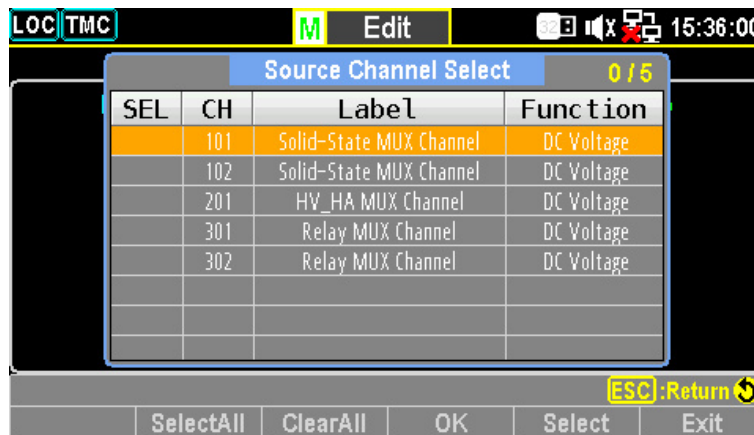 LOC TMC M Edit 32 X 15:36:00
Source Channel Select 0/5
SEL CH Label Function
101 Solid-State MUX Channel DC Voltage
102 Solid-State MUX Channel DC Voltage
201 HV_HA MUX Channel DC Voltage
301 Relay MUX Channel DC Voltage
302 Relay MUX Channel DC Voltage
ESC :Return
SelectAll ClearAll OK Select Exit